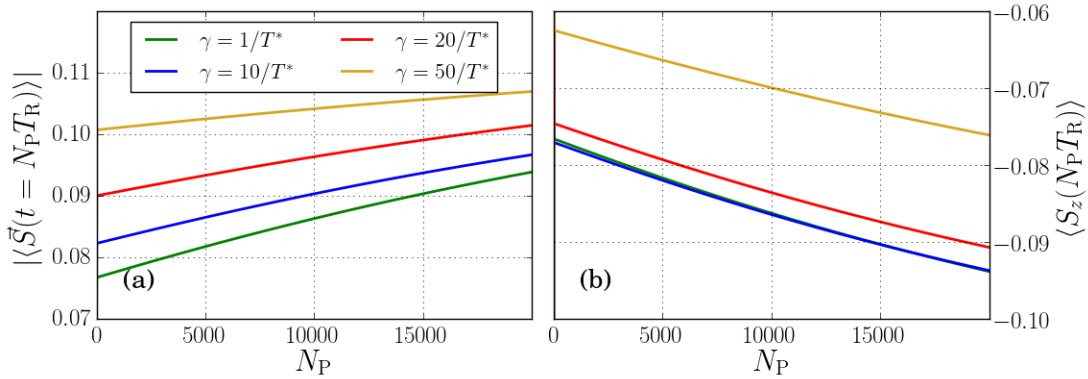 |⟨S⃗(t = N_P T_R)⟩|
0.11
0.10
0.09
0.08
0.07
γ = 1/T*
γ = 10/T*
γ = 20/T*
γ = 50/T*
(a)
0
5000
10000
15000
N_P
(b)
0
5000
10000
15000
N_P
−0.06
−0.07
−0.08
−0.09
−0.10
⟨S_z(N_P T_R)⟩